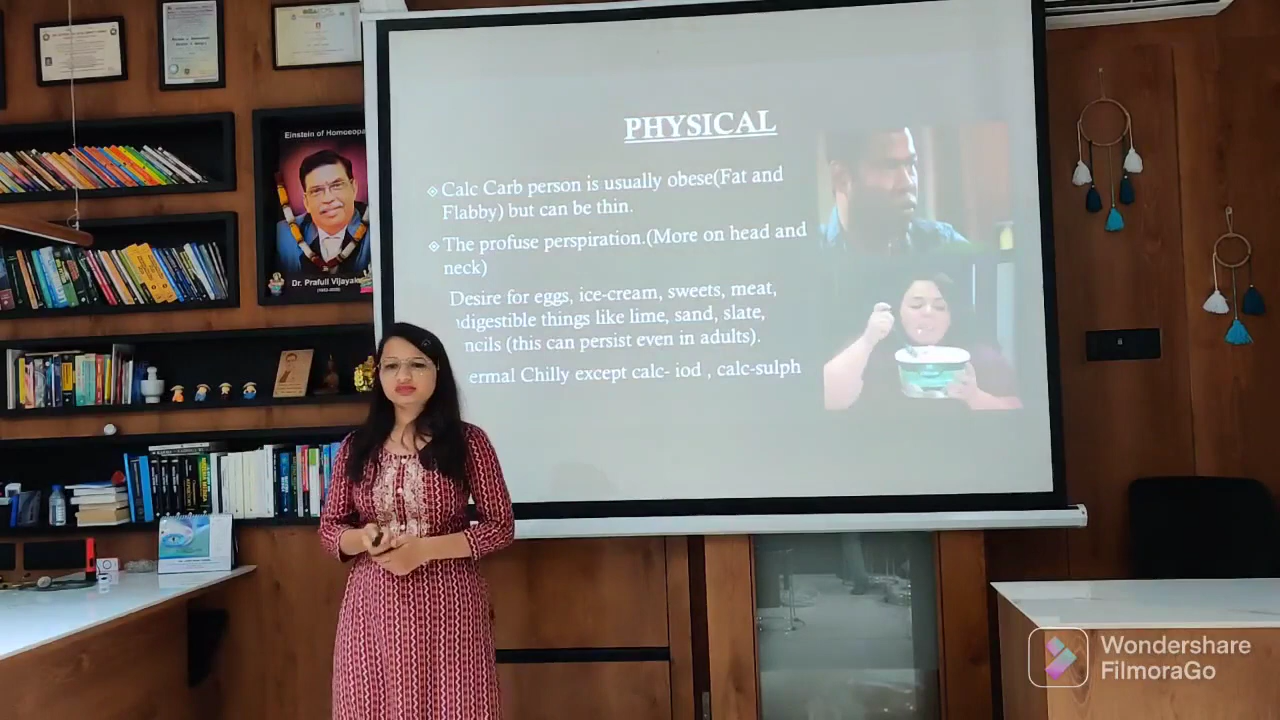 Einstein of Homoeopa
Dr. Prafull Vijayak
PHYSICAL
Calc Carb person is usually obese(Fat and
Flabby) but can be thin.
The profuse perspiration.(More on head and
neck)
Desire for eggs, ice-cream, sweets, meat,
digestible things like lime, sand, slate,
ncils (this can persist even in adults).
ermal Chilly except calc- iod , calc-sulph
Wondershare
FilmoraGo